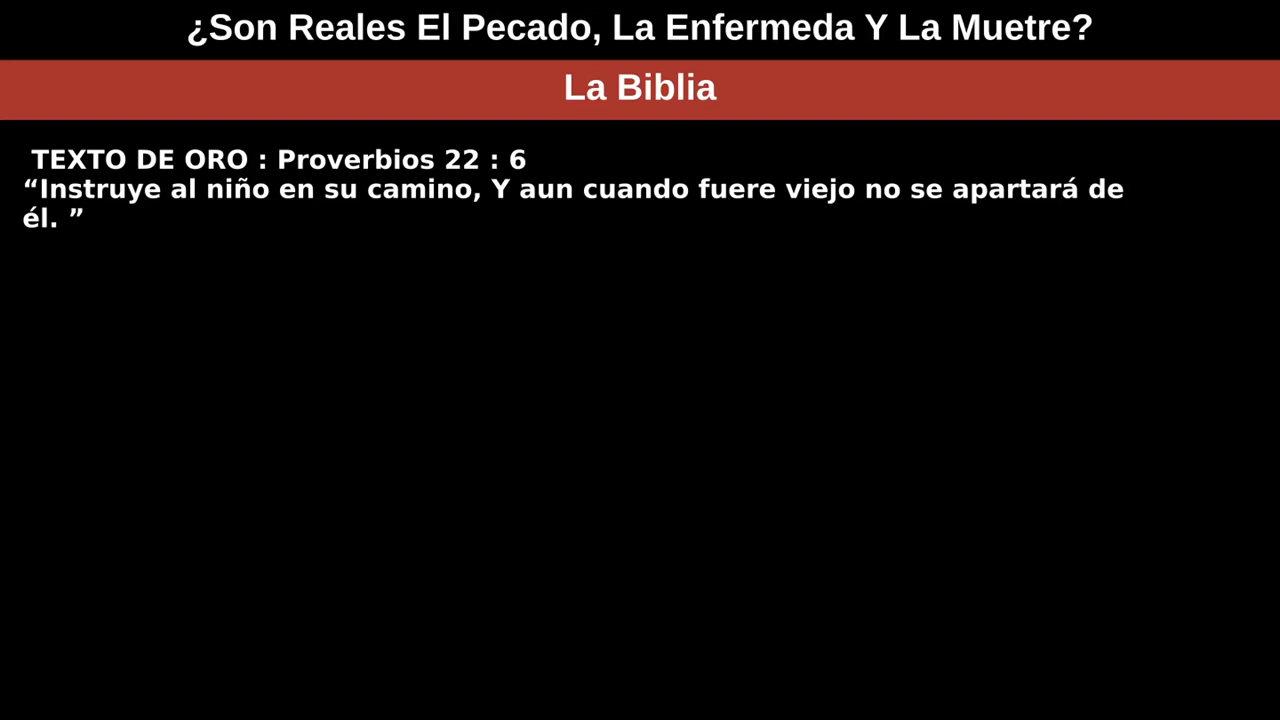 ¿Son Reales El Pecado, La Enfermeda Y La Muetre?
La Biblia
TEXTO DE ORO : Proverbios 22 : 6
“Instruye al niño en su camino, Y aun cuando fuere viejo no se apartará de
él. ”